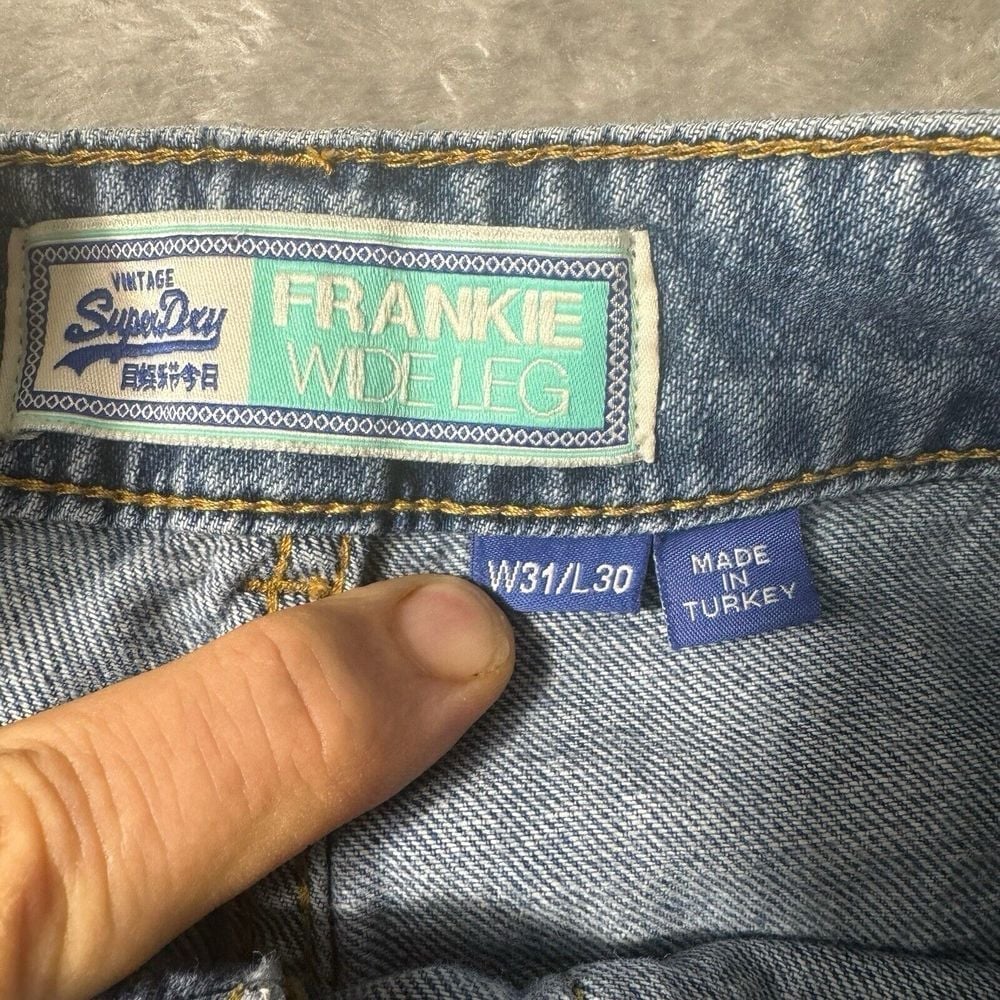 VINTAGE
SuperDry
FRANKIE
WIDE LEG
W31/L30
MADE
IN
TURKEY